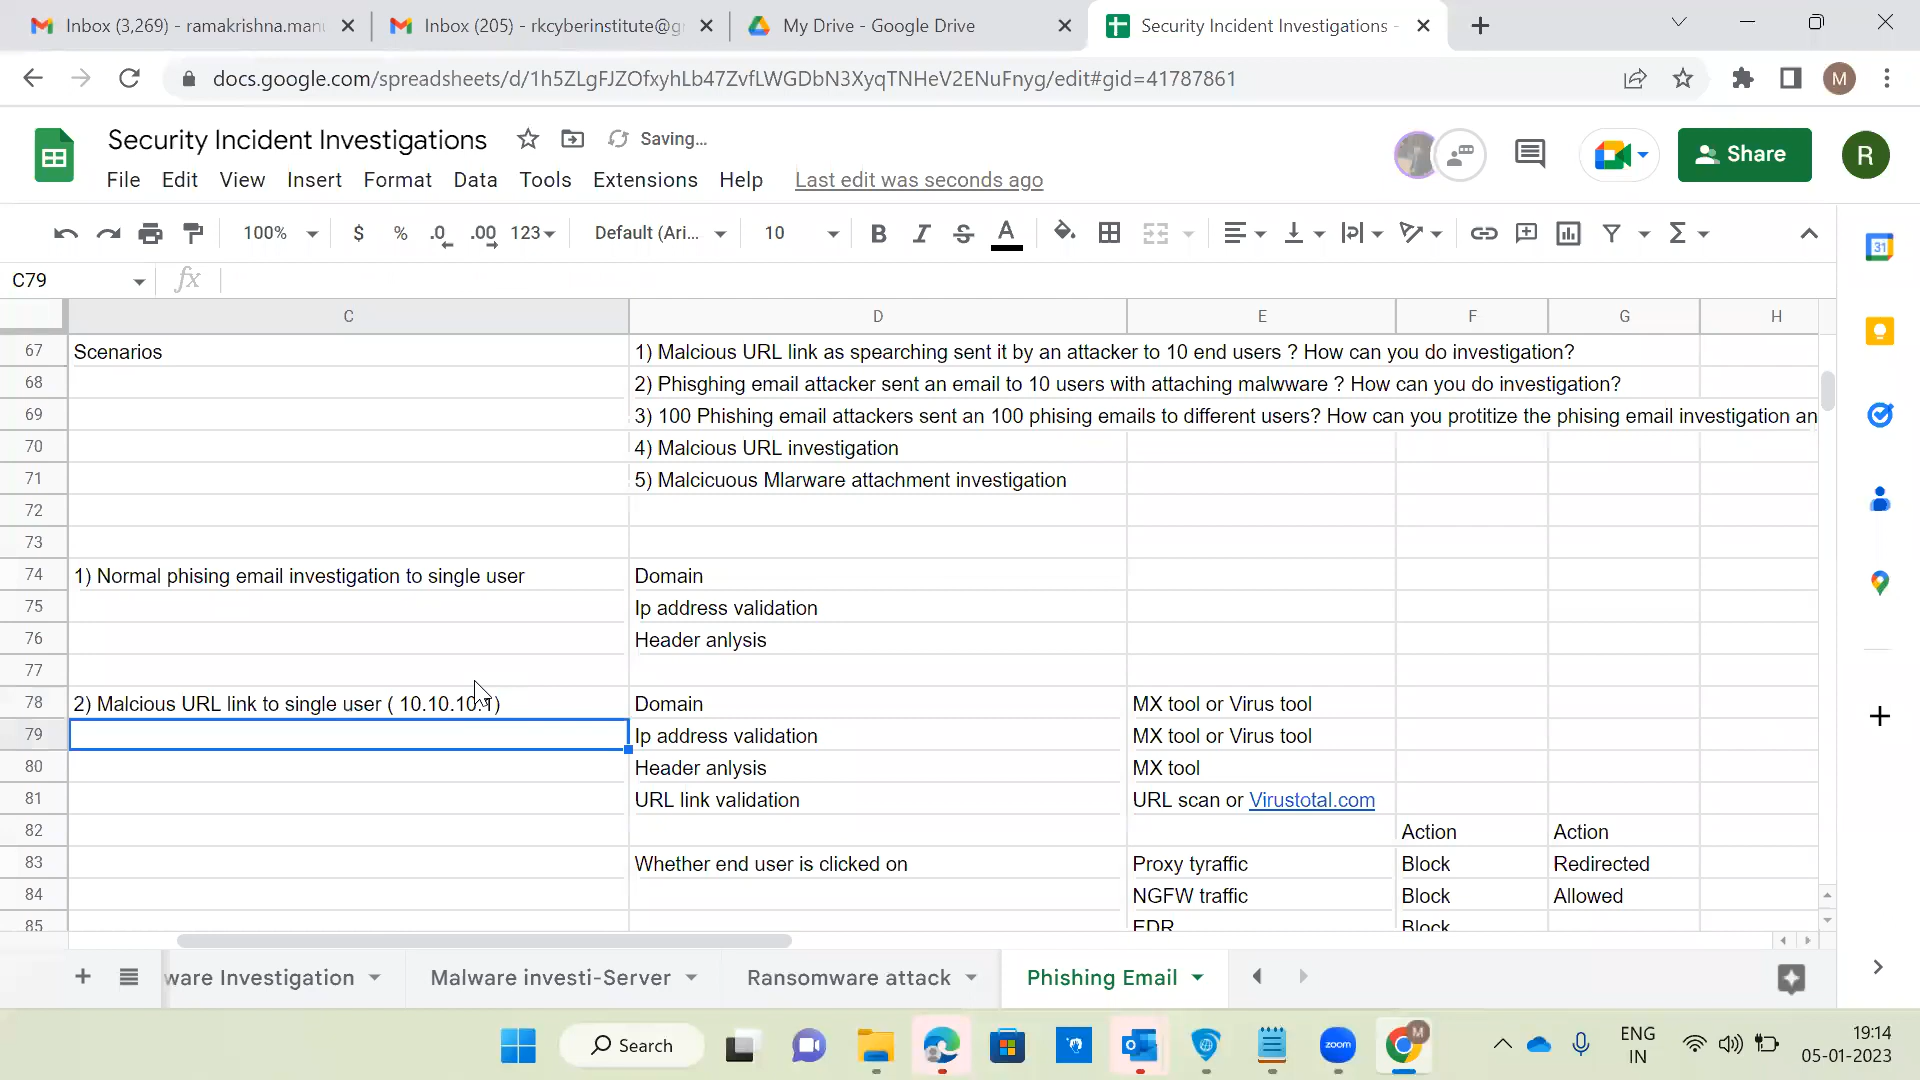 Inbox (3,269) - ramakrishna.man
Inbox (205) - rkcyberinstitute@g
My Drive - Google Drive
Security Incident Investigations -
docs.google.com/spreadsheets/d/1h5ZLgFJZOfxyhLb47ZvfLWGDbN3XyqTNHeV2ENuFnyg/edit#gid=41787861
M
Security Incident Investigations
Saving...
File Edit View Insert Format Data Tools Extensions Help Last edit was seconds ago
Share
R
100% $ % .0 .00 123 Default (Ari... 10 B I S A
31
C79 fx
C D E F G H
67 Scenarios 1) Malcious URL link as spearching sent it by an attacker to 10 end users ? How can you do investigation?
68 2) Phisghing email attacker sent an email to 10 users with attaching malwware ? How can you do investigation?
69 3) 100 Phishing email attackers sent an 100 phising emails to different users? How can you protitize the phising email investigation an
70 4) Malcious URL investigation
71 5) Malcicuous Mlarware attachment investigation
72
73
74 1) Normal phising email investigation to single user Domain
75 Ip address validation
76 Header anlysis
77
78 2) Malcious URL link to single user ( 10.10.10.1) Domain MX tool or Virus tool
79 Ip address validation MX tool or Virus tool
80 Header anlysis MX tool
81 URL link validation URL scan or Virustotal.com
82 Action Action
83 Whether end user is clicked on Proxy tyraffic Block Redirected
84 NGFW traffic Block Allowed
85 EDR Block
ware Investigation Malware investi-Server Ransomware attack Phishing Email
Search
zoom
M
ENG
IN
19:14
05-01-2023